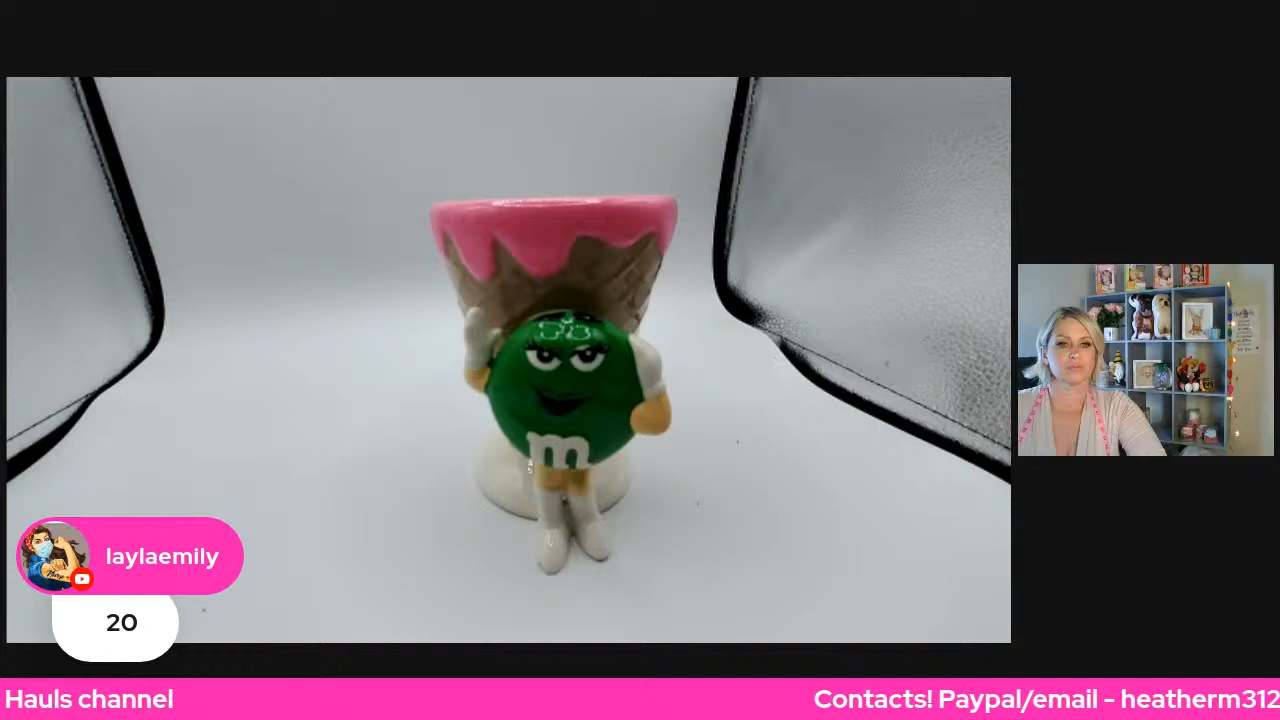 m
laylaemily
20
Hauls channel
Contacts! Paypal/email - heatherm312